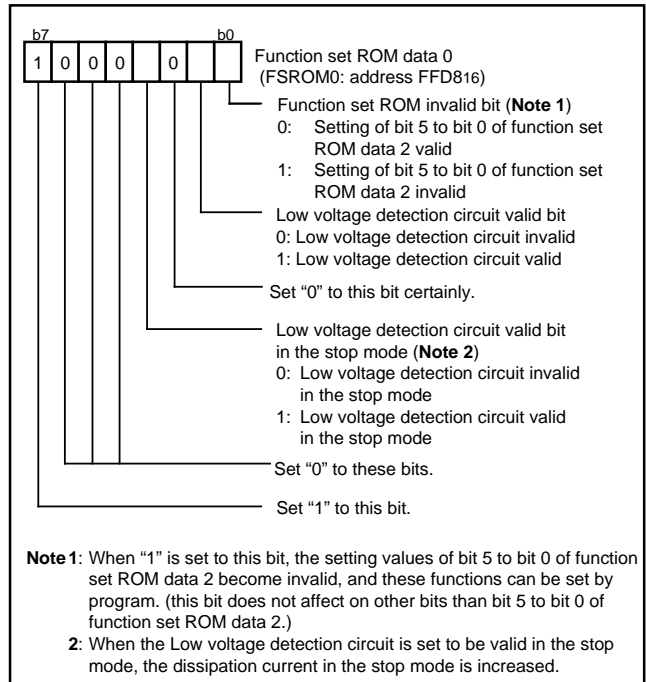 b7 b0
1 0 0 0 0
Function set ROM data 0
(FSROM0: address FFD816)
Function set ROM invalid bit (Note 1)
0: Setting of bit 5 to bit 0 of function set
ROM data 2 valid
1: Setting of bit 5 to bit 0 of function set
ROM data 2 invalid
Low voltage detection circuit valid bit
0: Low voltage detection circuit invalid
1: Low voltage detection circuit valid
Set “0” to this bit certainly.
Low voltage detection circuit valid bit
in the stop mode (Note 2)
0: Low voltage detection circuit invalid
in the stop mode
1: Low voltage detection circuit valid
in the stop mode
Set “0” to these bits.
Set “1” to this bit.
Note 1: When “1” is set to this bit, the setting values of bit 5 to bit 0 of function
set ROM data 2 become invalid, and these functions can be set by
program. (this bit does not affect on other bits than bit 5 to bit 0 of
function set ROM data 2.)
2: When the Low voltage detection circuit is set to be valid in the stop
mode, the dissipation current in the stop mode is increased.